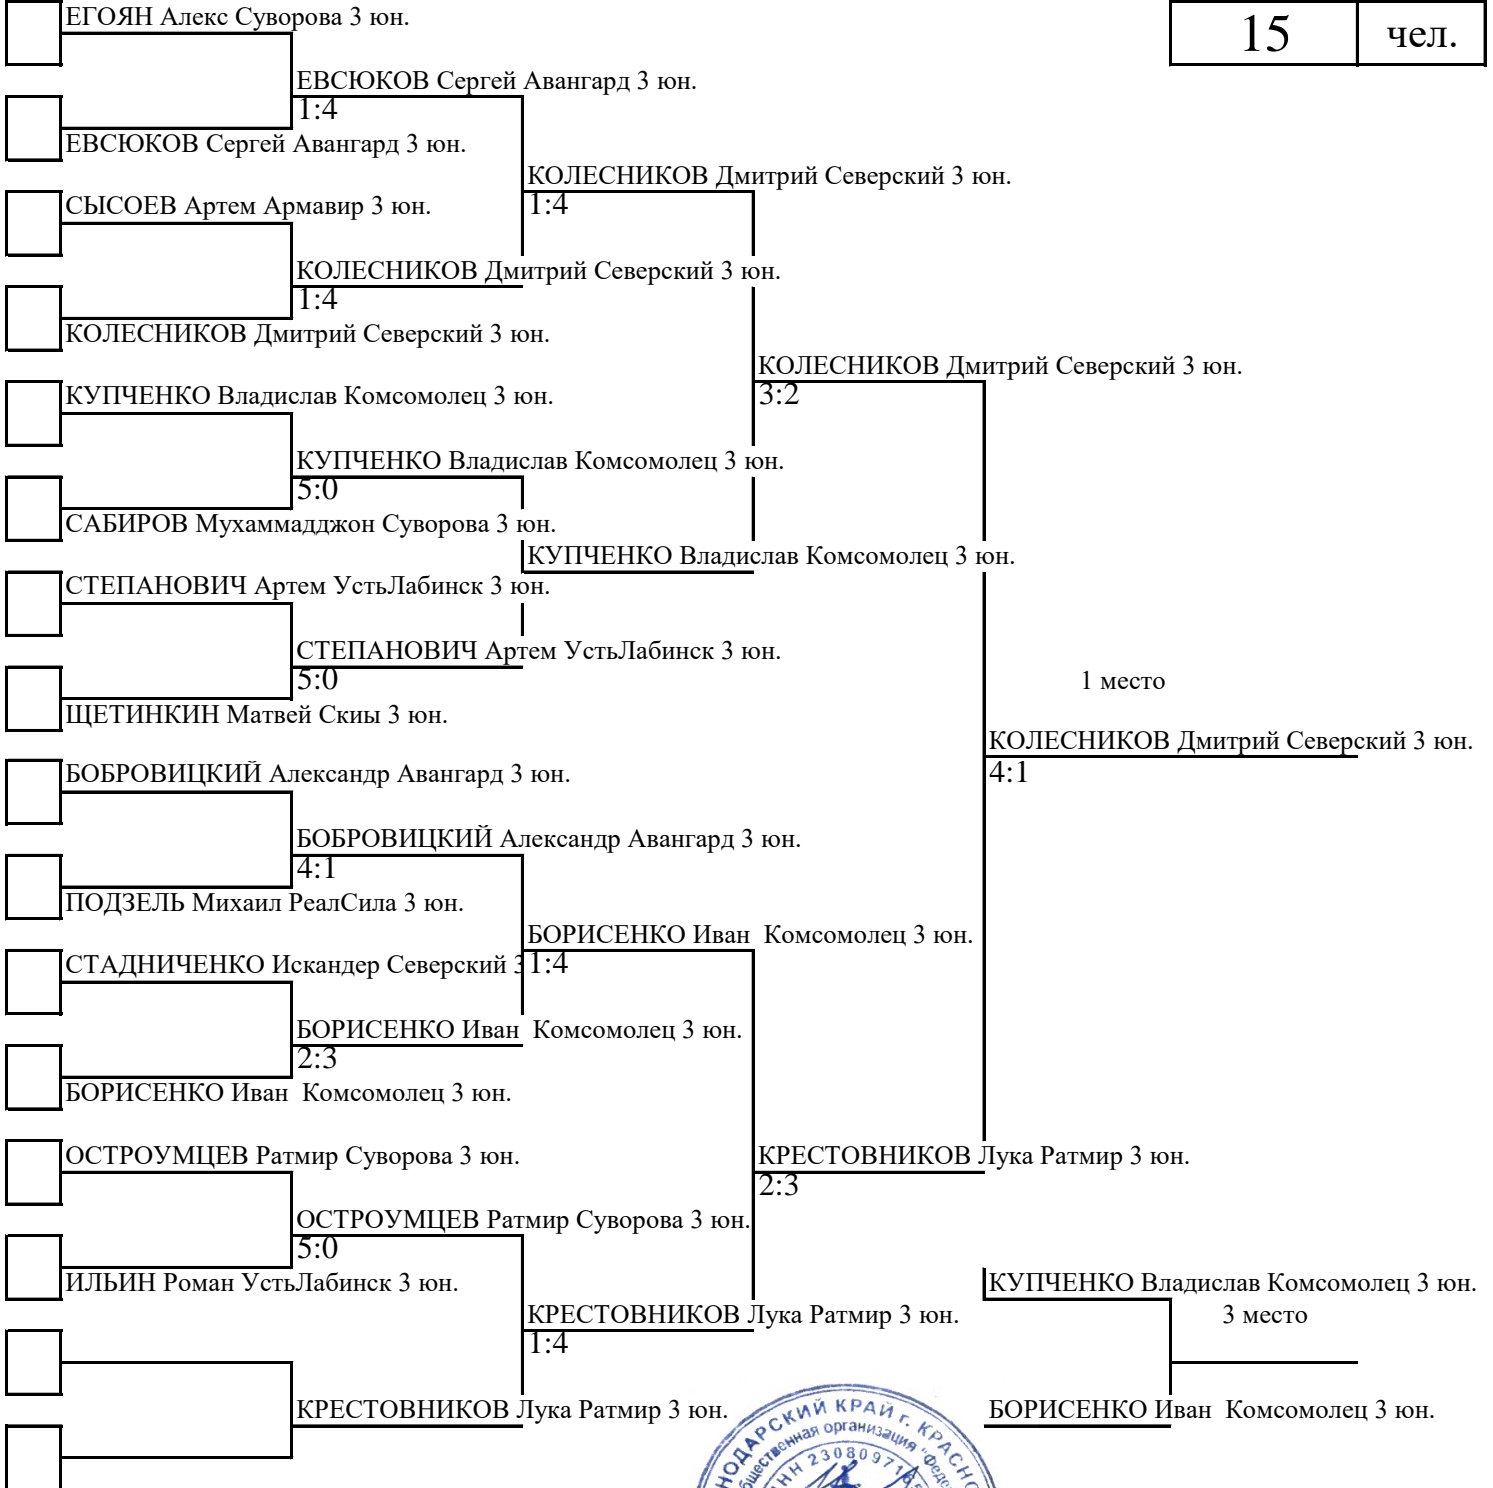 ЕГОЯН Алекс Суворова 3 юн.
15 чел.
ЕВСЮКОВ Сергей Авангард 3 юн.
1:4
ЕВСЮКОВ Сергей Авангард 3 юн.
КОЛЕСНИКОВ Дмитрий Северский 3 юн.
1:4
СЫСОЕВ Артем Армавир 3 юн.
КОЛЕСНИКОВ Дмитрий Северский 3 юн.
1:4
КОЛЕСНИКОВ Дмитрий Северский 3 юн.
КОЛЕСНИКОВ Дмитрий Северский 3 юн.
3:2
КУПЧЕНКО Владислав Комсомолец 3 юн.
КУПЧЕНКО Владислав Комсомолец 3 юн.
5:0
САБИРОВ Мухаммадджон Суворова 3 юн.
КУПЧЕНКО Владислав Комсомолец 3 юн.
СТЕПАНОВИЧ Артем УстьЛабинск 3 юн.
СТЕПАНОВИЧ Артем УстьЛабинск 3 юн.
5:0
1 место
ЩЕТИНКИН Матвей Скиы 3 юн.
КОЛЕСНИКОВ Дмитрий Северский 3 юн.
4:1
БОБРОВИЦКИЙ Александр Авангард 3 юн.
БОБРОВИЦКИЙ Александр Авангард 3 юн.
4:1
ПОДЗЕЛЬ Михаил РеалСила 3 юн.
БОРИСЕНКО Иван Комсомолец 3 юн.
1:4
СТАДНИЧЕНКО Искандер Северский 3
БОРИСЕНКО Иван Комсомолец 3 юн.
2:3
БОРИСЕНКО Иван Комсомолец 3 юн.
ОСТРОУМЦЕВ Ратмир Суворова 3 юн.
КРЕСТОВНИКОВ Лука Ратмир 3 юн.
2:3
ОСТРОУМЦЕВ Ратмир Суворова 3 юн.
5:0
ИЛЬИН Роман УстьЛабинск 3 юн.
КУПЧЕНКО Владислав Комсомолец 3 юн.
3 место
КРЕСТОВНИКОВ Лука Ратмир 3 юн.
1:4
КРЕСТОВНИКОВ Лука Ратмир 3 юн.
БОРИСЕНКО Иван Комсомолец 3 юн.
КРАЙ г.
организация